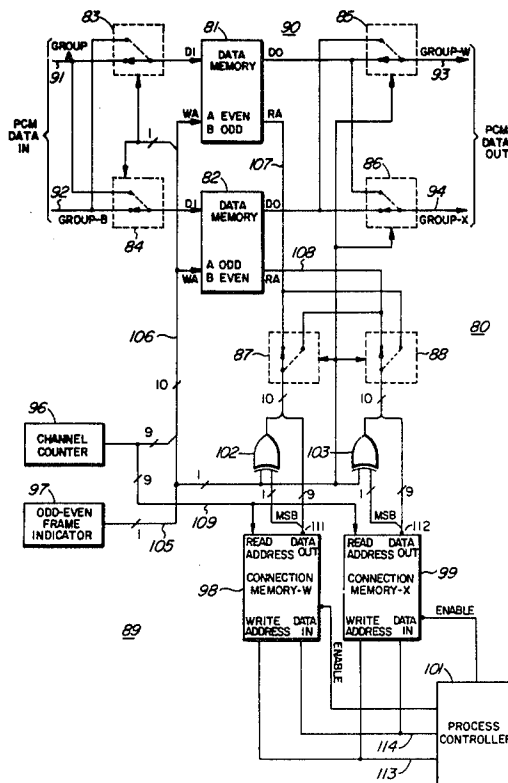 83
81
90
85
GROUP
91
DI
DATA
MEMORY
DO
GROUP-W
93
WA
A EVEN
B ODD
RA
PCM
DATA
IN
PCM
DATA
OUT
1
107
82
86
92
GROUP-B
DI
DATA
MEMORY
DO
94
GROUP-X
84
108
WA
A ODD
B EVEN
RA
106
80
87
88
10
10
10
96
CHANNEL
COUNTER
9
9
102
103
97
ODD-EVEN
FRAME
INDICATOR
1
105
1
109
1
MSB
9
111
1
MSB
9
112
READ
ADDRESS
DATA
OUT
READ
ADDRESS
DATA
OUT
98
CONNECTION
MEMORY-W
CONNECTION
MEMORY-X
99
WRITE
ADDRESS
DATA
IN
WRITE
ADDRESS
DATA
IN
ENABLE
ENABLE
89
101
PROCESS
CONTROLLER
114
113